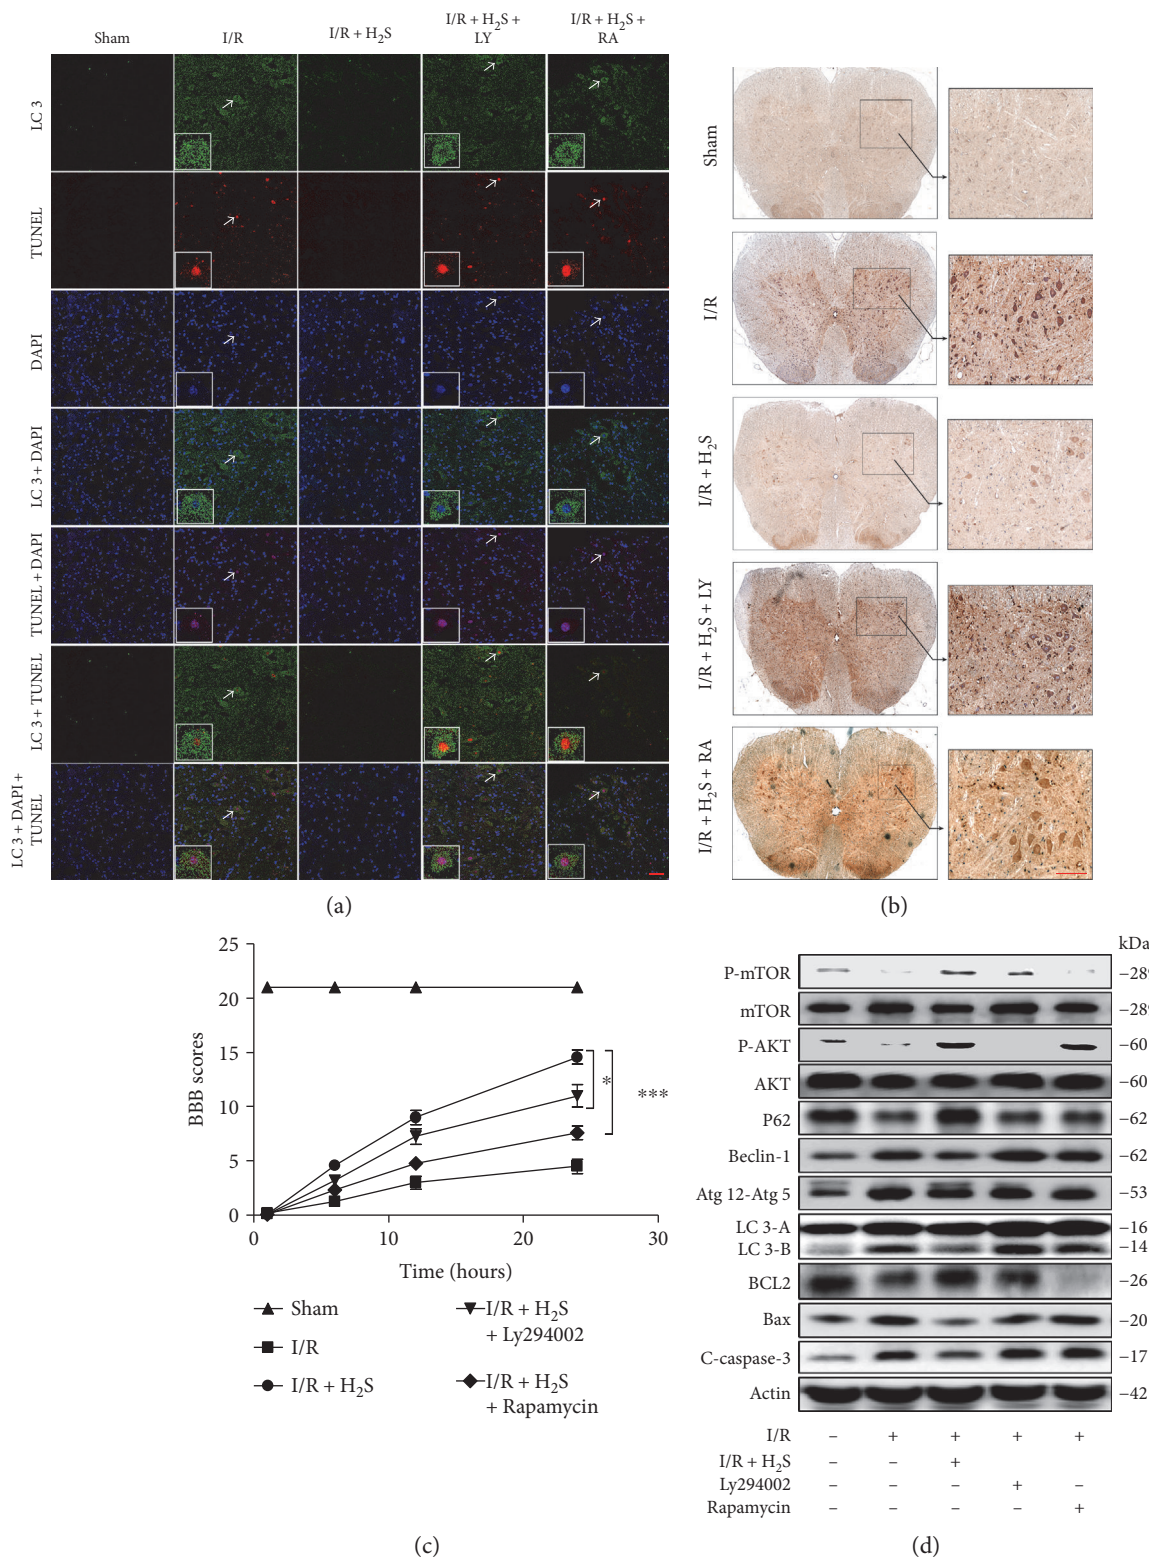 Sham
I/R
I/R + H₂S
I/R + H₂S +
LY
I/R + H₂S +
RA
LC 3
TUNEL
DAPI
LC 3 + DAPI
TUNEL + DAPI
LC 3 + TUNEL
LC 3 + DAPI +
TUNEL
(a)
Sham
I/R
I/R + H₂S
I/R + H₂S + LY
I/R + H₂S + RA
(b)
25
20
15
10
5
0
BBB scores
*
***
0
10
20
30
Time (hours)
Sham
I/R
I/R + H₂S
I/R + H₂S
+ Ly294002
I/R + H₂S
+ Rapamycin
(c)
kDa
P-mTOR −289
mTOR −289
P-AKT −60
AKT −60
P62 −62
Beclin-1 −62
Atg 12-Atg 5 −53
LC 3-A −16
LC 3-B −14
BCL2 −26
Bax −20
C-caspase-3 −17
Actin −42
I/R − + + + +
I/R + H₂S − − +
Ly294002 − − − + −
Rapamycin − − − − +
(d)